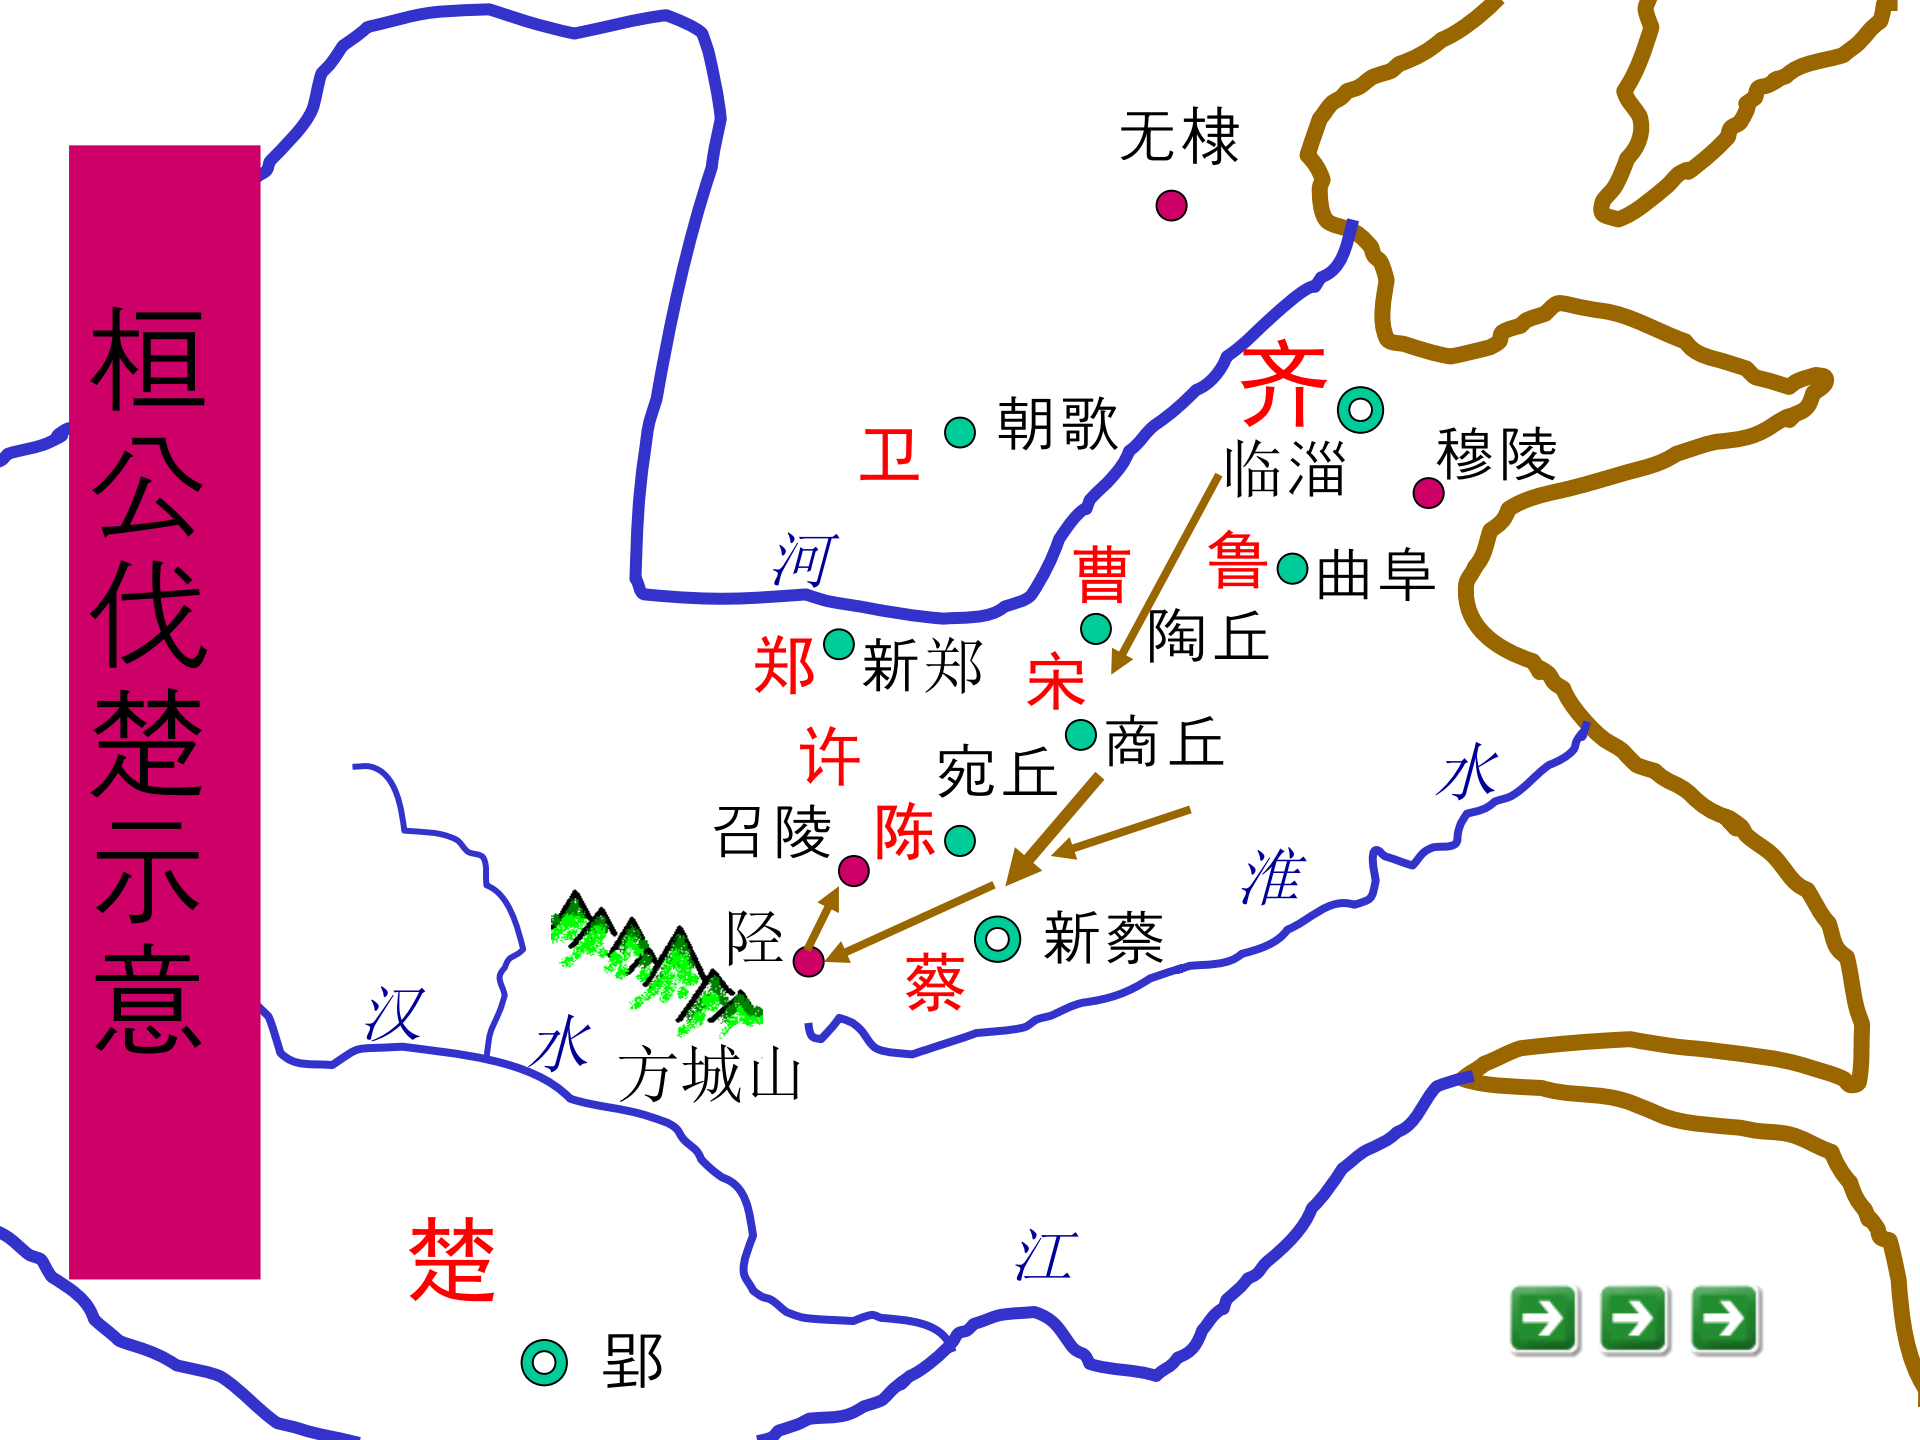 桓公伐楚示意
无棣
齐
临淄
穆陵
卫
朝歌
河
曹
鲁
曲阜
陶丘
郑
新郑
宋
商丘
许
宛丘
水
召陵
陈
淮
陉
新蔡
蔡
汉
水
方城山
楚
江
郢